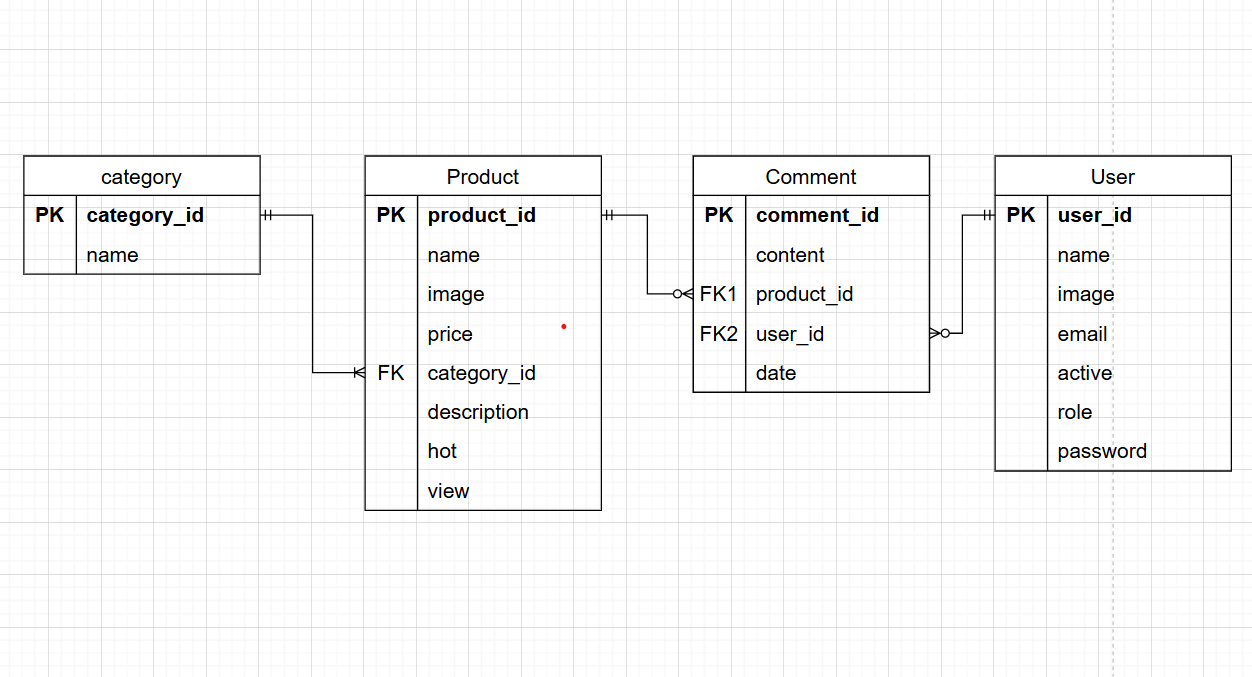 category
PK category_id
name
Product
PK product_id
name
image
price
FK category_id
description
hot
view
Comment
PK comment_id
content
FK1 product_id
FK2 user_id
date
User
PK user_id
name
image
email
active
role
password